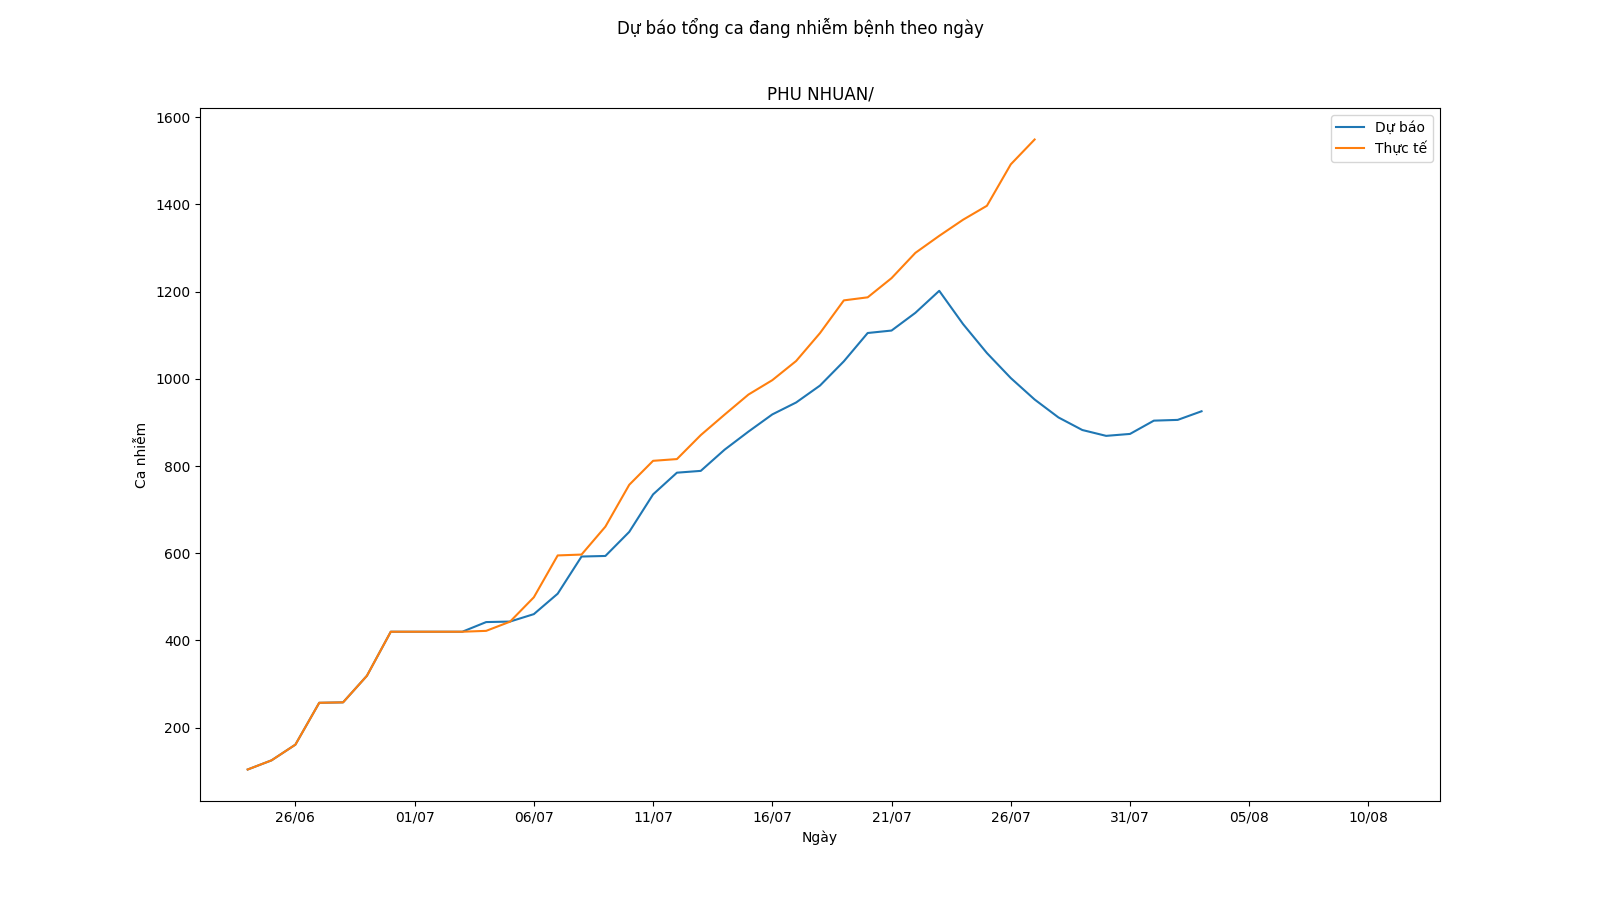 Dự báo tổng ca đang nhiễm bệnh theo ngày
PHU NHUAN/
1600
1400
1200
1000
800
600
400
200
Ca nhiễm
Dự báo
Thực tế
26/06 01/07 06/07 11/07 16/07 21/07 26/07 31/07 05/08 10/08
Ngày